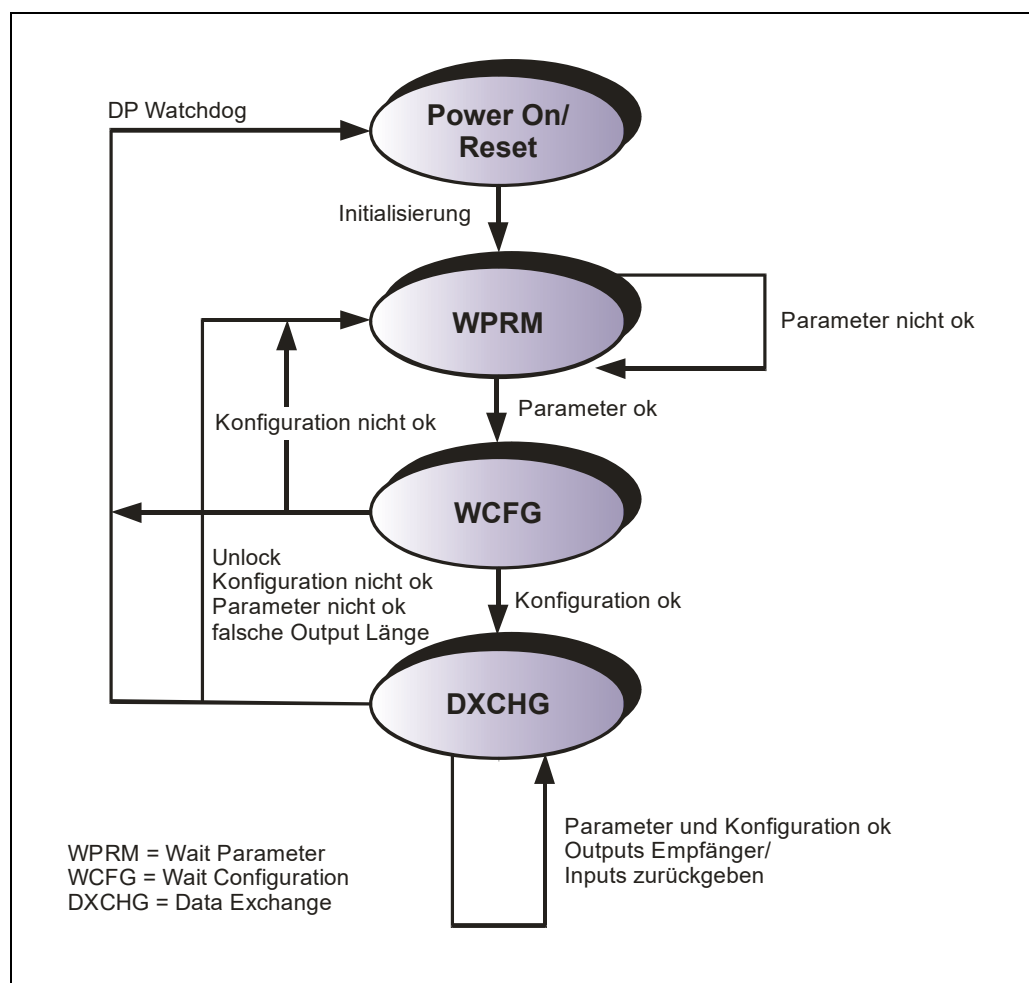 DP Watchdog
Power On/
Reset
Initialisierung
WPRM
Parameter nicht ok
Parameter ok
Konfiguration nicht ok
WCFG
Unlock
Konfiguration nicht ok
Parameter nicht ok
falsche Output Länge
Konfiguration ok
DXCHG
Parameter und Konfiguration ok
Outputs Empfänger/
Inputs zurückgeben
WPRM = Wait Parameter
WCFG = Wait Configuration
DXCHG = Data Exchange